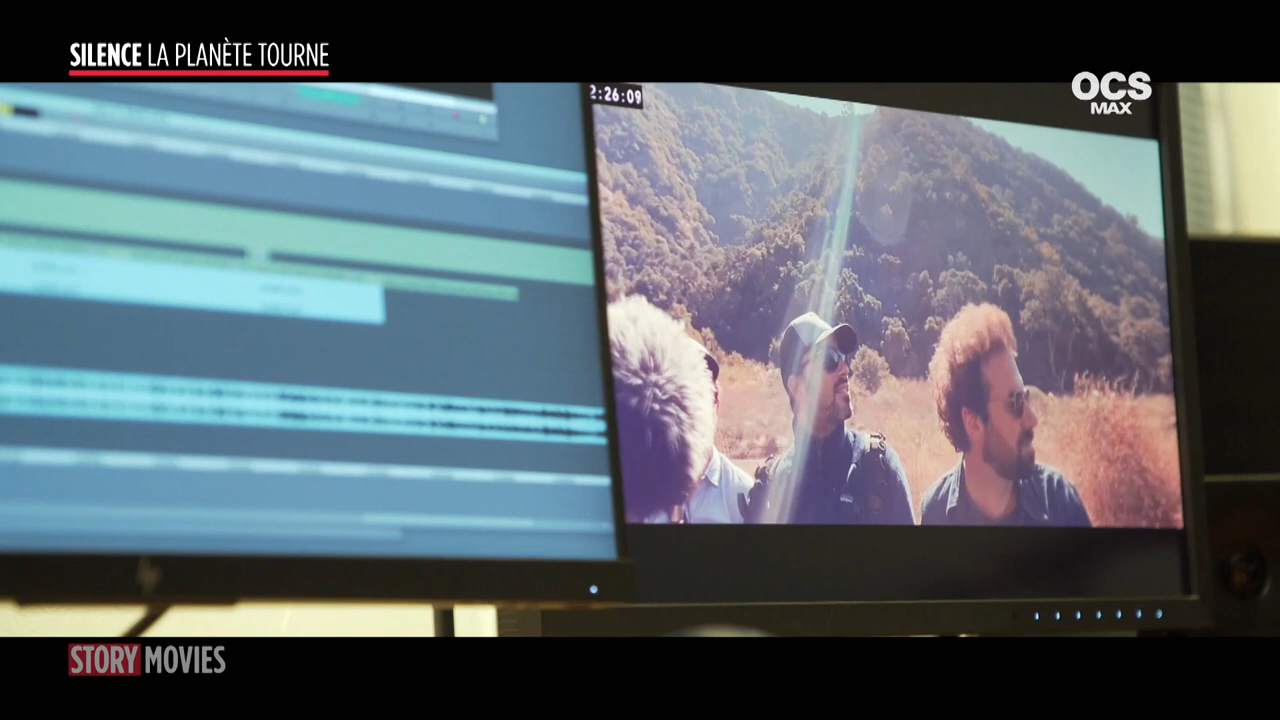 SILENCE LA PLANÈTE TOURNE
OCS
MAX
2:26:09
STORY MOVIES